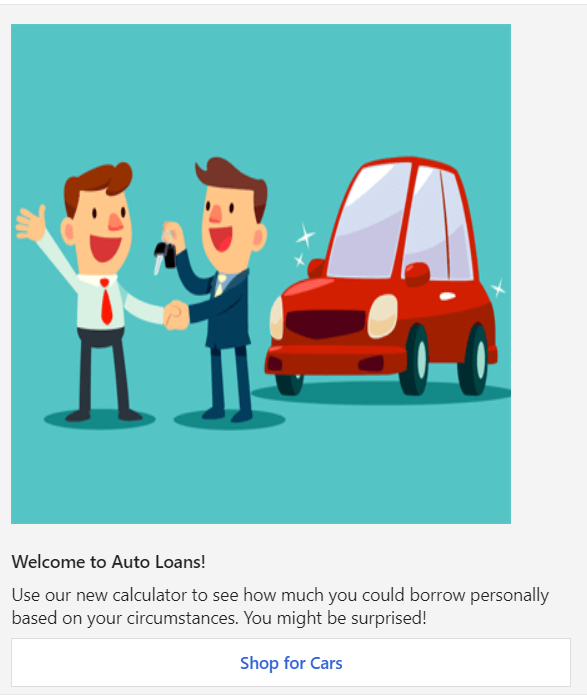 Welcome to Auto Loans!
Use our new calculator to see how much you could borrow personally
based on your circumstances. You might be surprised!
Shop for Cars